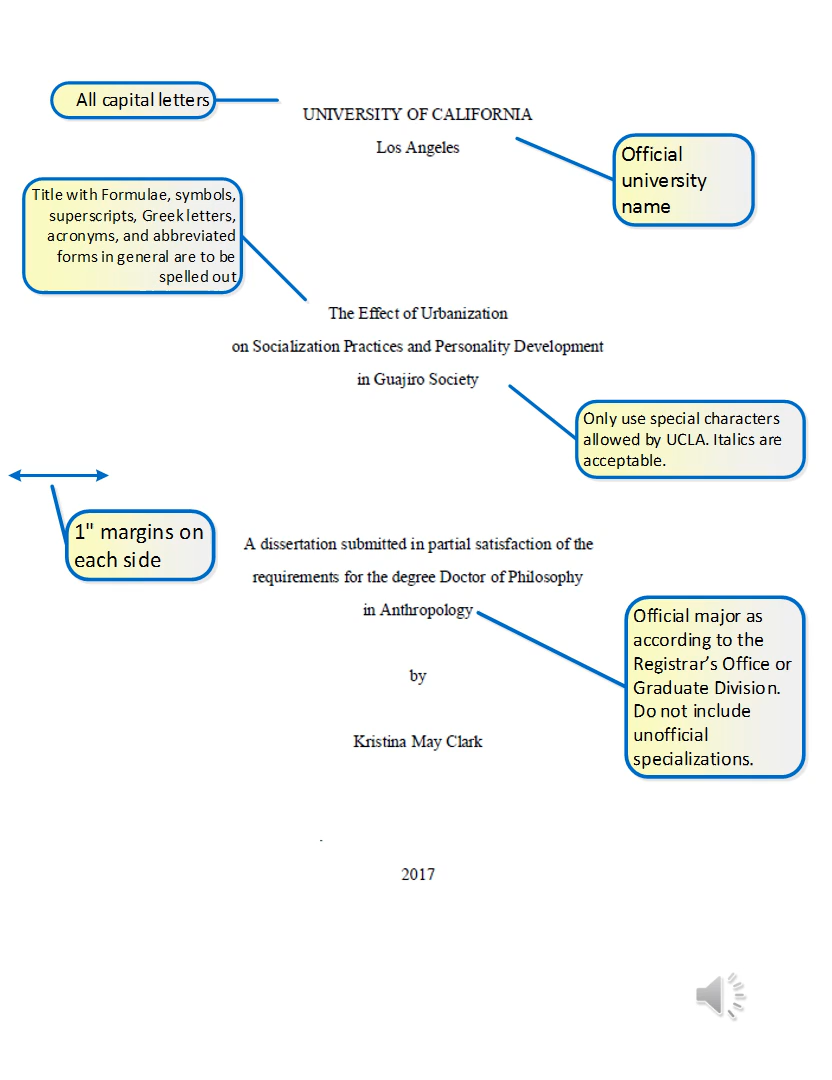 All capital letters
UNIVERSITY OF CALIFORNIA
Los Angeles
Official
university
name
Title with Formulae, symbols,
superscripts, Greek letters,
acronyms, and abbreviated
forms in general are to be
spelled out
The Effect of Urbanization
on Socialization Practices and Personality Development
in Guajiro Society
Only use special characters
allowed by UCLA. Italics are
acceptable.
1" margins on
each side
A dissertation submitted in partial satisfaction of the
requirements for the degree Doctor of Philosophy
in Anthropology
Official major as
according to the
Registrar’s Office or
Graduate Division.
Do not include
unofficial
specializations.
by
Kristina May Clark
2017